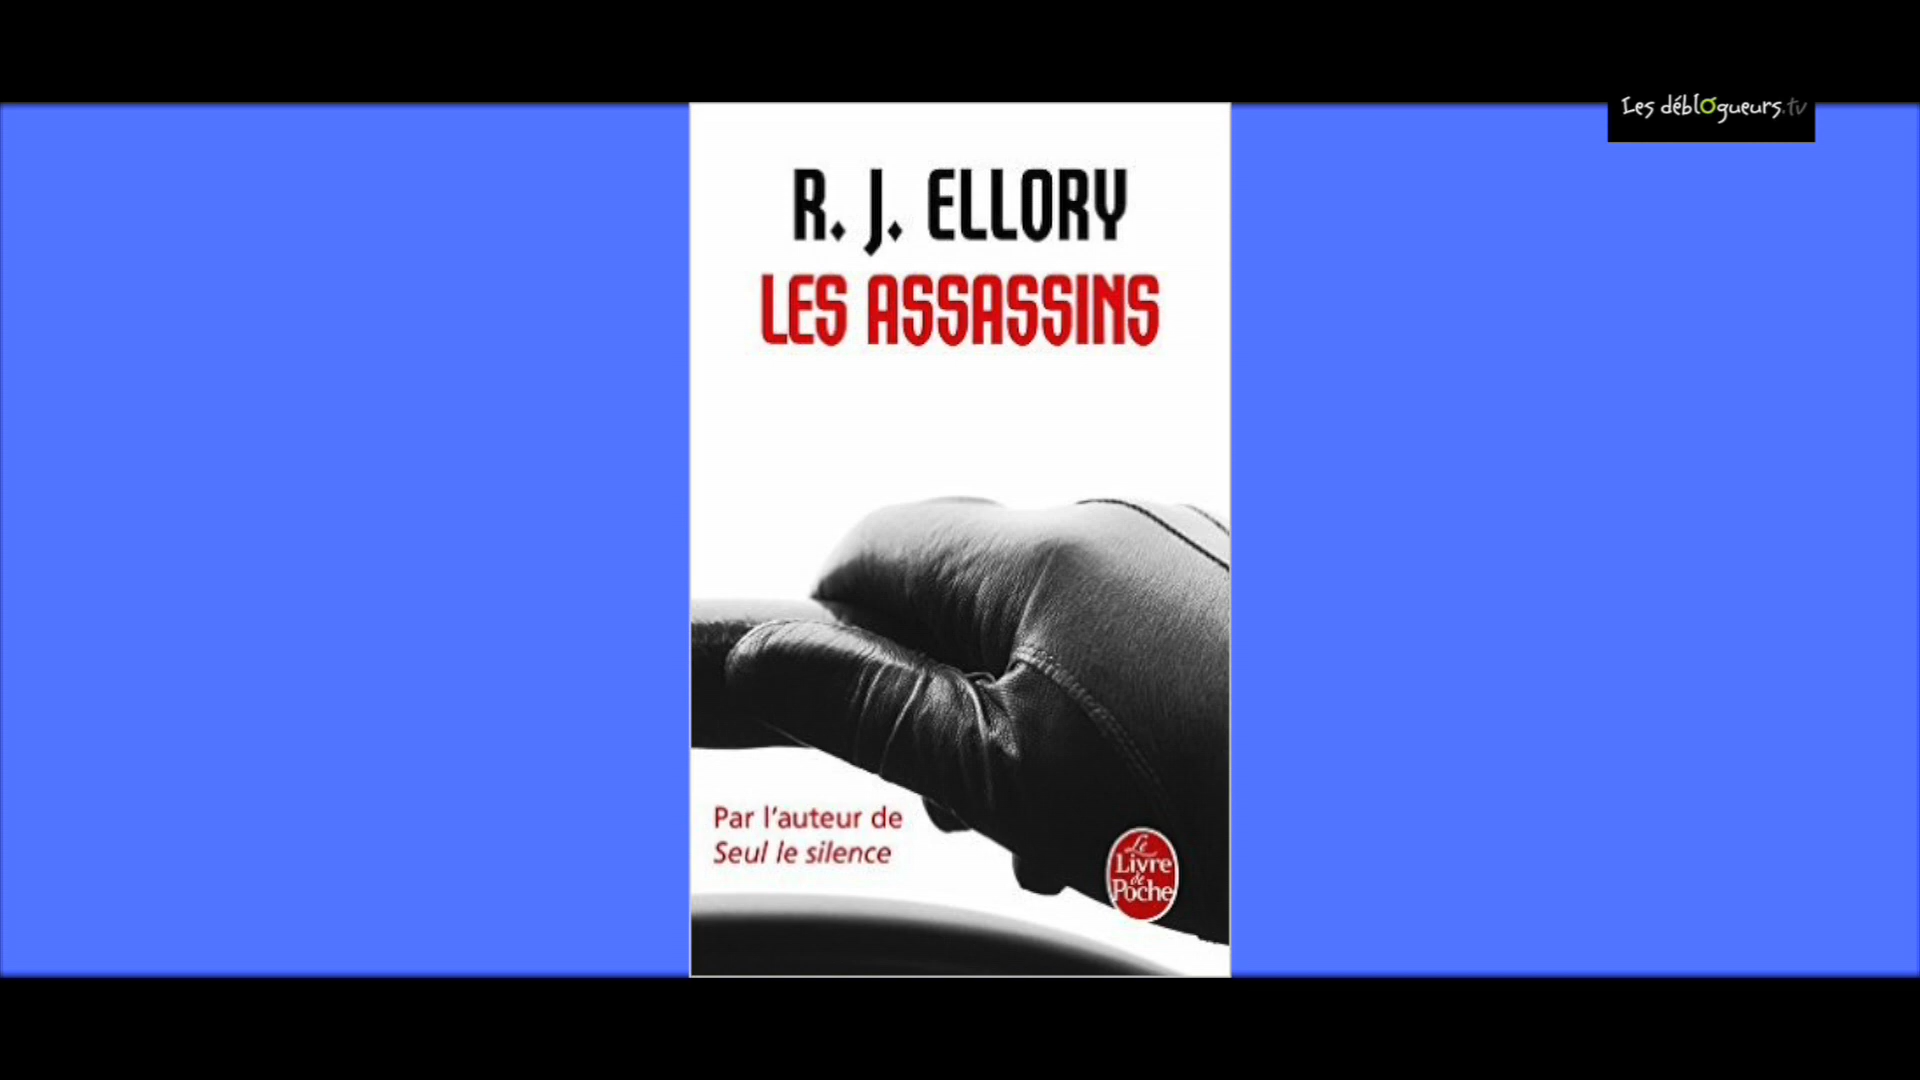 Les déblogueurs.tv
R. J. ELLORY
LES ASSASSINS
Par l'auteur de
Seul le silence
Le
Livre
de
Poche